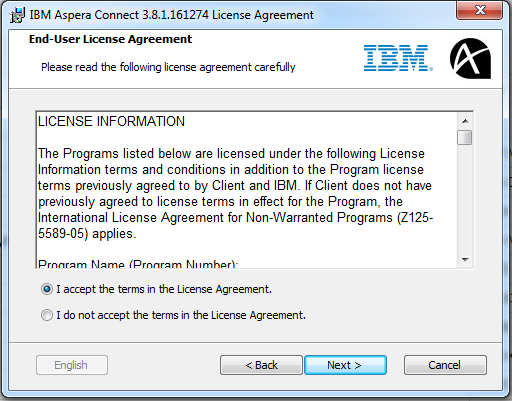 IBM Aspera Connect 3.8.1.161274 License Agreement
End-User License Agreement
Please read the following license agreement carefully
IBM.
LICENSE INFORMATION
The Programs listed below are licensed under the following License
Information terms and conditions in addition to the Program license
terms previously agreed to by Client and IBM. If Client does not have
previously agreed to license terms in effect for the Program, the
International License Agreement for Non-Warranted Programs (Z125-
5589-05) applies.
Program Name (Program Number):
I accept the terms in the License Agreement.
I do not accept the terms in the License Agreement.
English
< Back
Next >
Cancel